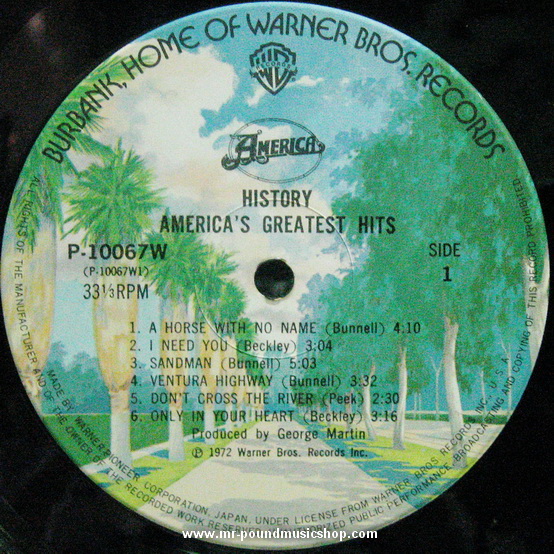 BURBANK, HOME OF WARNER BROS. RECORDS
WB
RECORDS
AMERICA
HISTORY
AMERICA'S GREATEST HITS
P-10067W
(P-10067W1)
33⅓RPM
SIDE
1
1. A HORSE WITH NO NAME (Bunnell) 4:10
2. I NEED YOU (Beckley) 3:04
3. SANDMAN (Bunnell) 5:03
4. VENTURA HIGHWAY (Bunnell) 3:32
5. DON'T CROSS THE RIVER (Peek) 2:30
6. ONLY IN YOUR HEART (Beckley) 3:16
Produced by George Martin
℗ 1972 Warner Bros. Records Inc.
MADE BY WARNER-PIONEER CORPORATION, JAPAN, UNDER LICENSE FROM WARNER BROS RECORDS INC, U.S.A.
ALL RIGHTS OF THE MANUFACTURER AND OF THE OWNER OF THE RECORDED WORK RESERVED. UNAUTHORIZED PUBLIC PERFORMANCE, BROADCASTING AND COPYING OF THIS RECORD PROHIBITED
www.mr-poundmusicshop.com